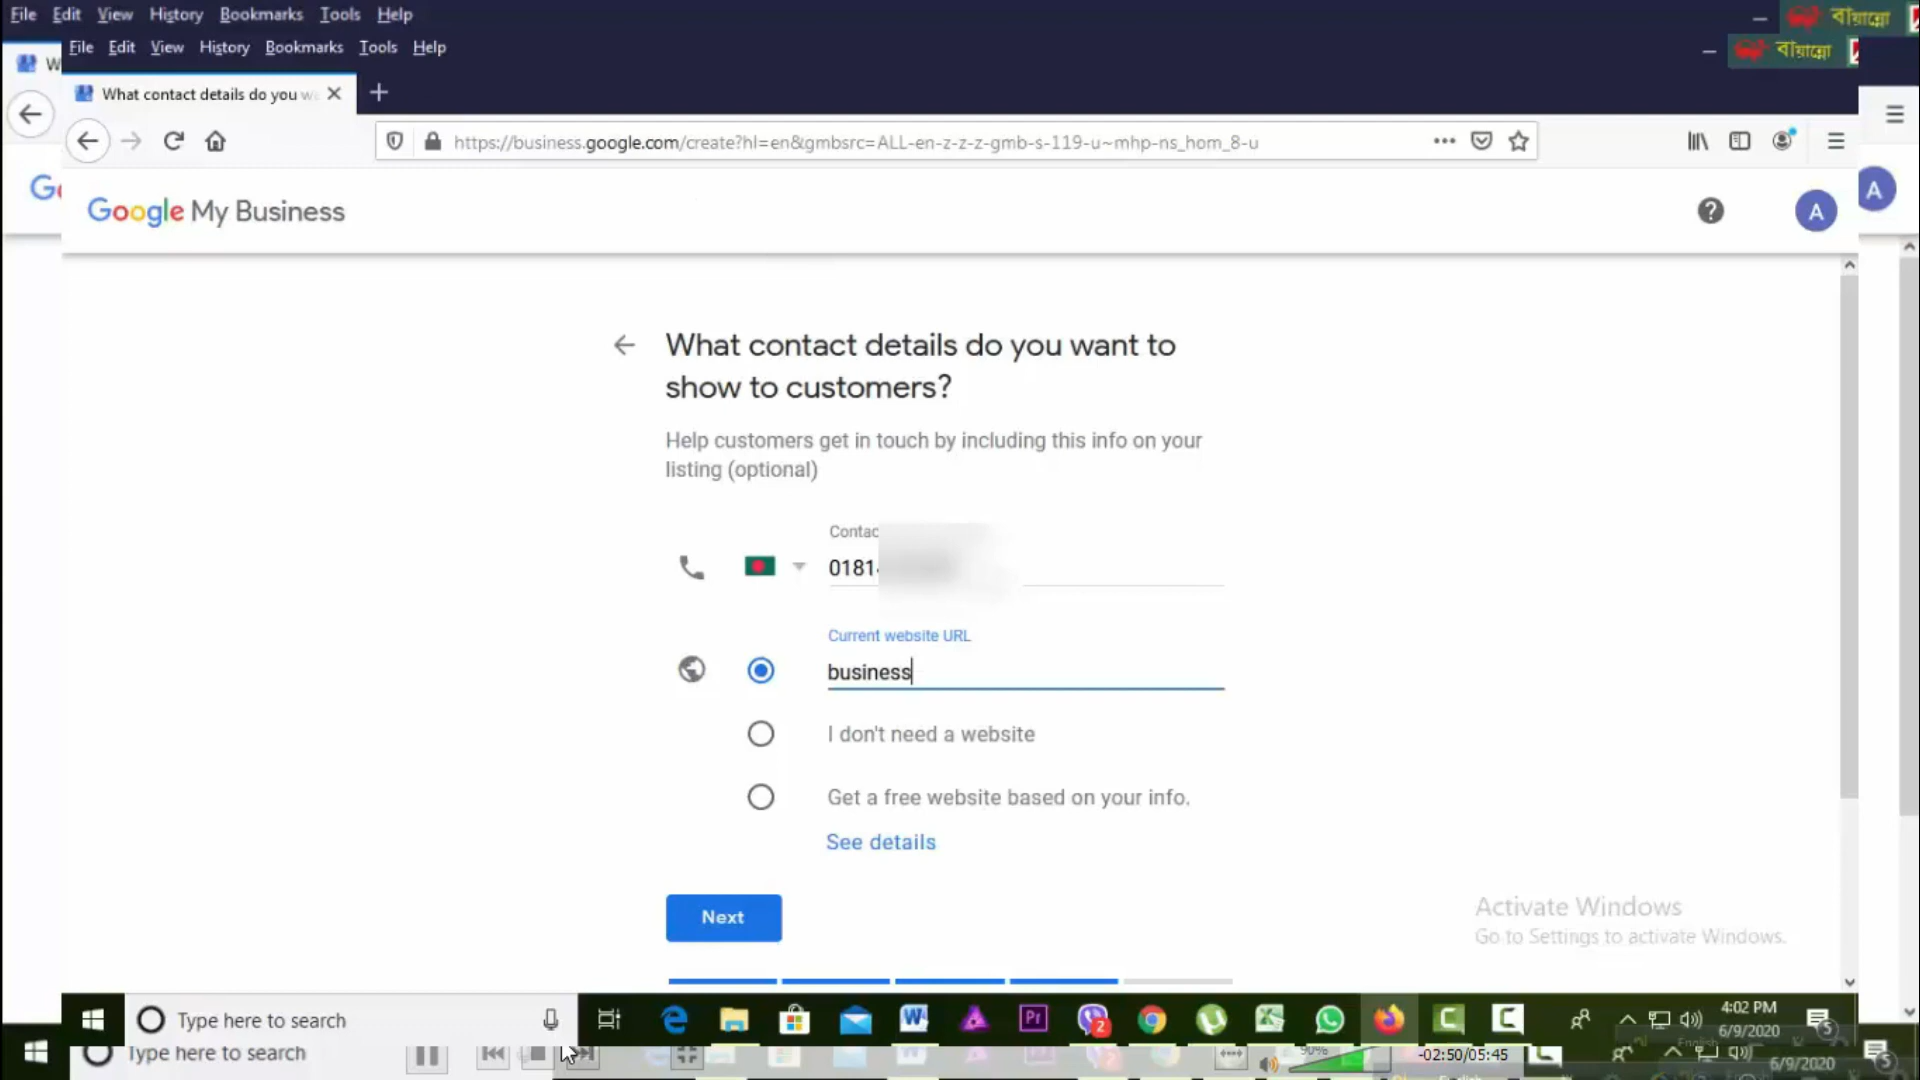 File Edit View History Bookmarks Tools Help
বায়ান্নো
File Edit View History Bookmarks Tools Help
বায়ান্নো
W
What contact details do you w
https://business.google.com/create?hl=en&gmbsrc=ALL-en-z-z-z-gmb-s-119-u~mhp-ns_hom_8-u
Go
Google My Business
A
A
What contact details do you want to
show to customers?
Help customers get in touch by including this info on your
listing (optional)
Contac
0181
Current website URL
business
I don't need a website
Get a free website based on your info.
See details
Next
Activate Windows
Go to Settings to activate Windows.
Type here to search
4:02 PM
6/9/2020
Type here to search
90%
-02:50/05:45
English
6/9/2020
English